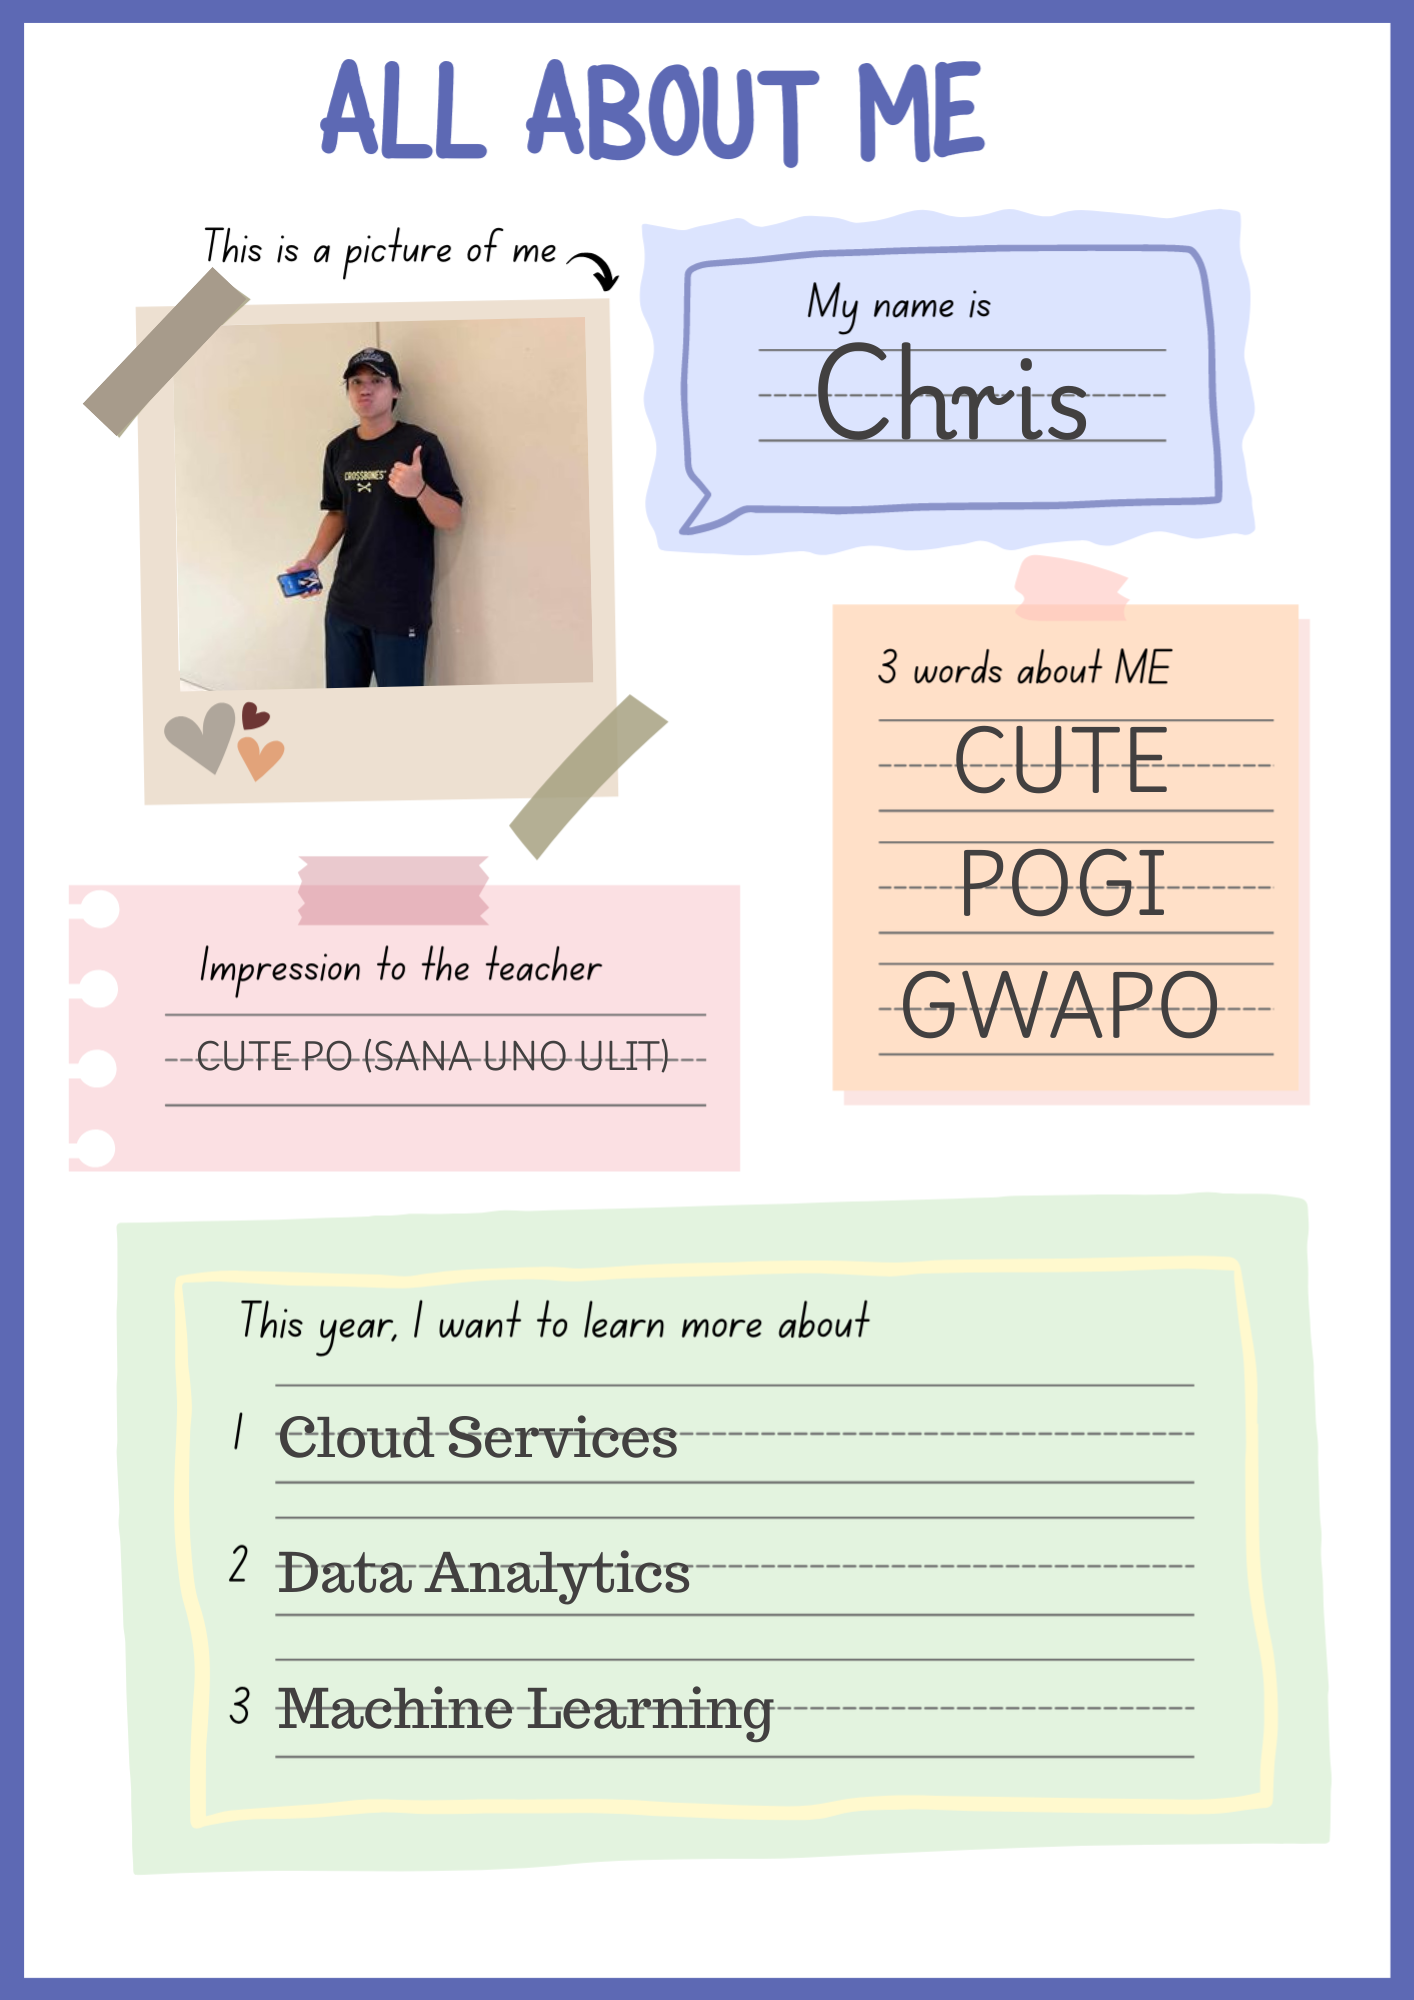 ALL ABOUT ME
This is a picture of me
My name is
Chris
CROSSBONES
3 words about ME
CUTE
POGI
GWAPO
Impression to the teacher
CUTE PO (SANA UNO ULIT)
This year, I want to learn more about
1 Cloud Services
2 Data Analytics
3 Machine Learning